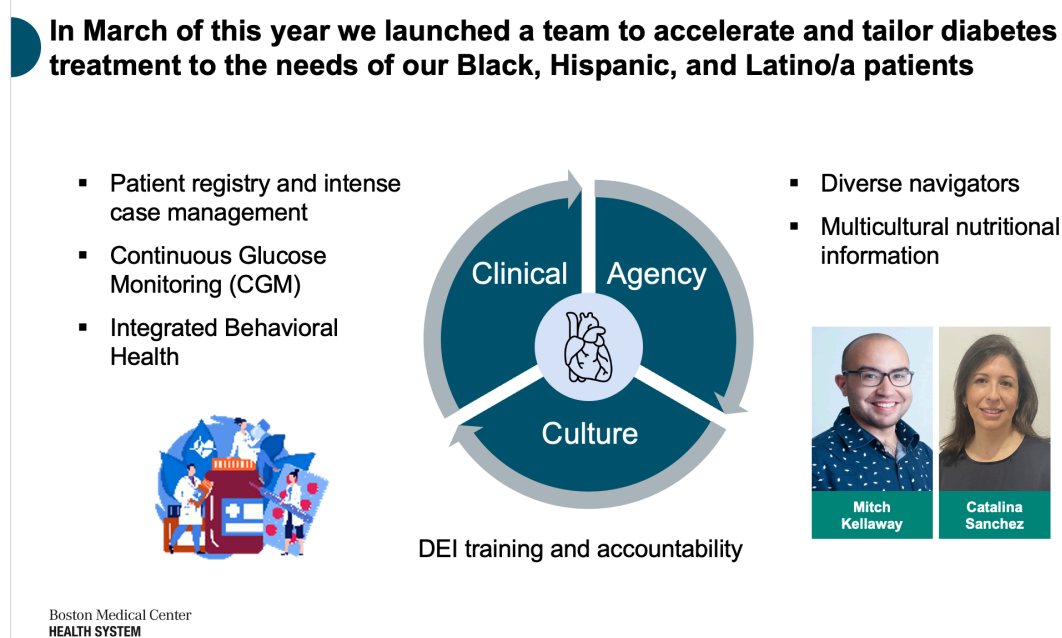 In March of this year we launched a team to accelerate and tailor diabetes
treatment to the needs of our Black, Hispanic, and Latino/a patients
▪ Patient registry and intense
case management
▪ Continuous Glucose
Monitoring (CGM)
▪ Integrated Behavioral
Health
Clinical
Agency
Culture
DEI training and accountability
▪ Diverse navigators
▪ Multicultural nutritional
information
Mitch
Kellaway
Catalina
Sanchez
Boston Medical Center
HEALTH SYSTEM